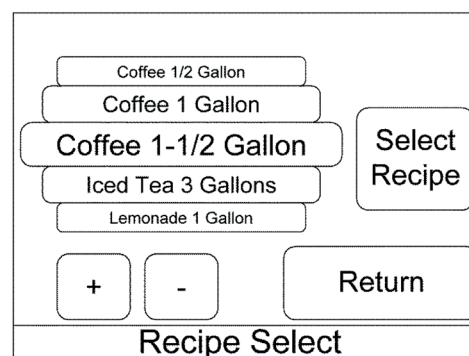 Coffee 1/2 Gallon
Coffee 1 Gallon
Coffee 1-1/2 Gallon
Iced Tea 3 Gallons
Lemonade 1 Gallon
Select
Recipe
+
-
Return
Recipe Select